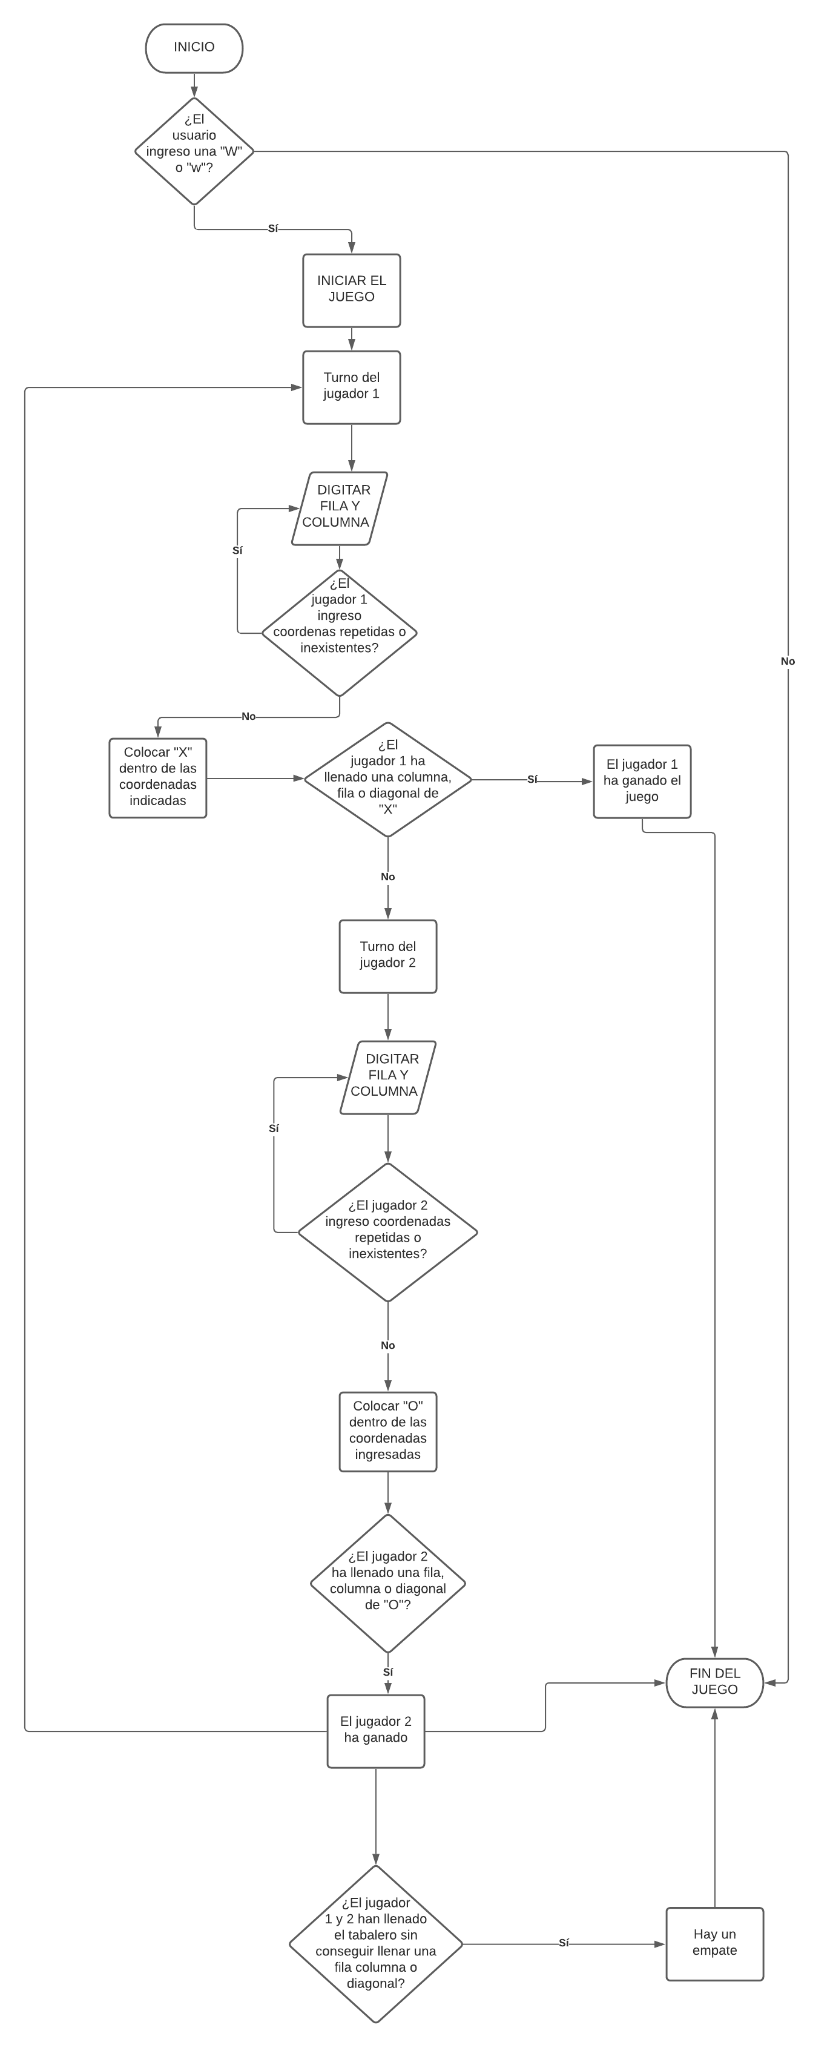 INICIO
¿El
usuario
ingreso una "W"
o "w"?
Sí
INICIAR EL
JUEGO
Turno del
jugador 1
DIGITAR
FILA Y
COLUMNA
Sí
¿El
jugador 1
ingreso
coordenas repetidas o
inexistentes?
No
No
Colocar "X"
dentro de las
coordenadas
indicadas
¿El
jugador 1 ha
llenado una columna,
fila o diagonal de
"X"
Sí
El jugador 1
ha ganado el
juego
No
Turno del
jugador 2
DIGITAR
FILA Y
COLUMNA
Sí
¿El jugador 2
ingreso coordenadas
repetidas o
inexistentes?
No
Colocar "O"
dentro de las
coordenadas
ingresadas
¿El jugador 2
ha llenado una fila,
columna o diagonal
de "O"?
Sí
FIN DEL
JUEGO
El jugador 2
ha ganado
¿El jugador
1 y 2 han llenado
el tabalero sin
conseguir llenar una
fila columna o
diagonal?
Sí
Hay un
empate